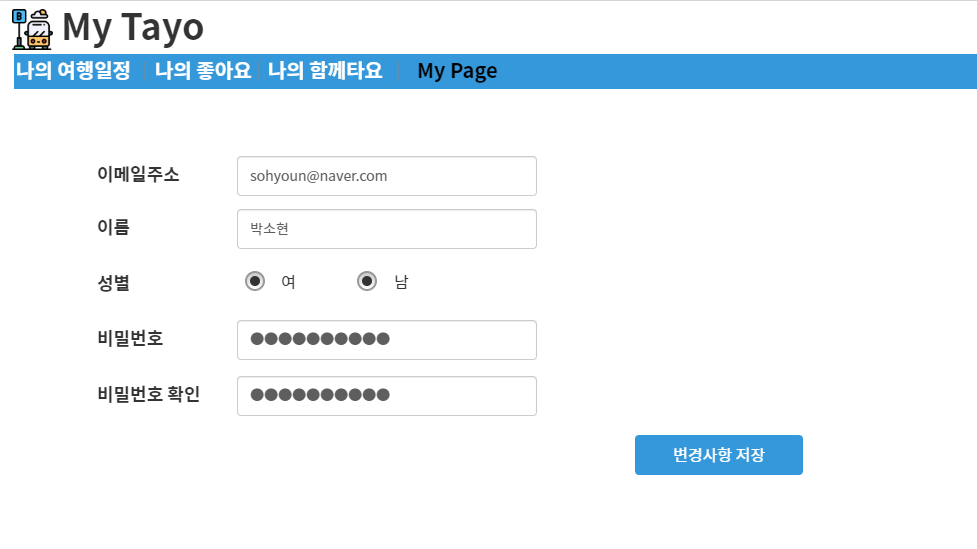 B
My Tayo
나의 여행일정 | 나의 좋아요 | 나의 함께타요 | My Page
이메일주소 sohyoun@naver.com
이름 박소현
성별 여 남
비밀번호 ●●●●●●●●●●
비밀번호 확인 ●●●●●●●●●●
변경사항 저장